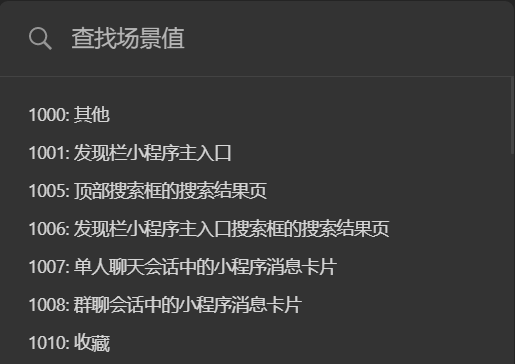 查找场景值
1000: 其他
1001: 发现栏小程序主入口
1005: 顶部搜索框的搜索结果页
1006: 发现栏小程序主入口搜索框的搜索结果页
1007: 单人聊天会话中的小程序消息卡片
1008: 群聊会话中的小程序消息卡片
1010: 收藏